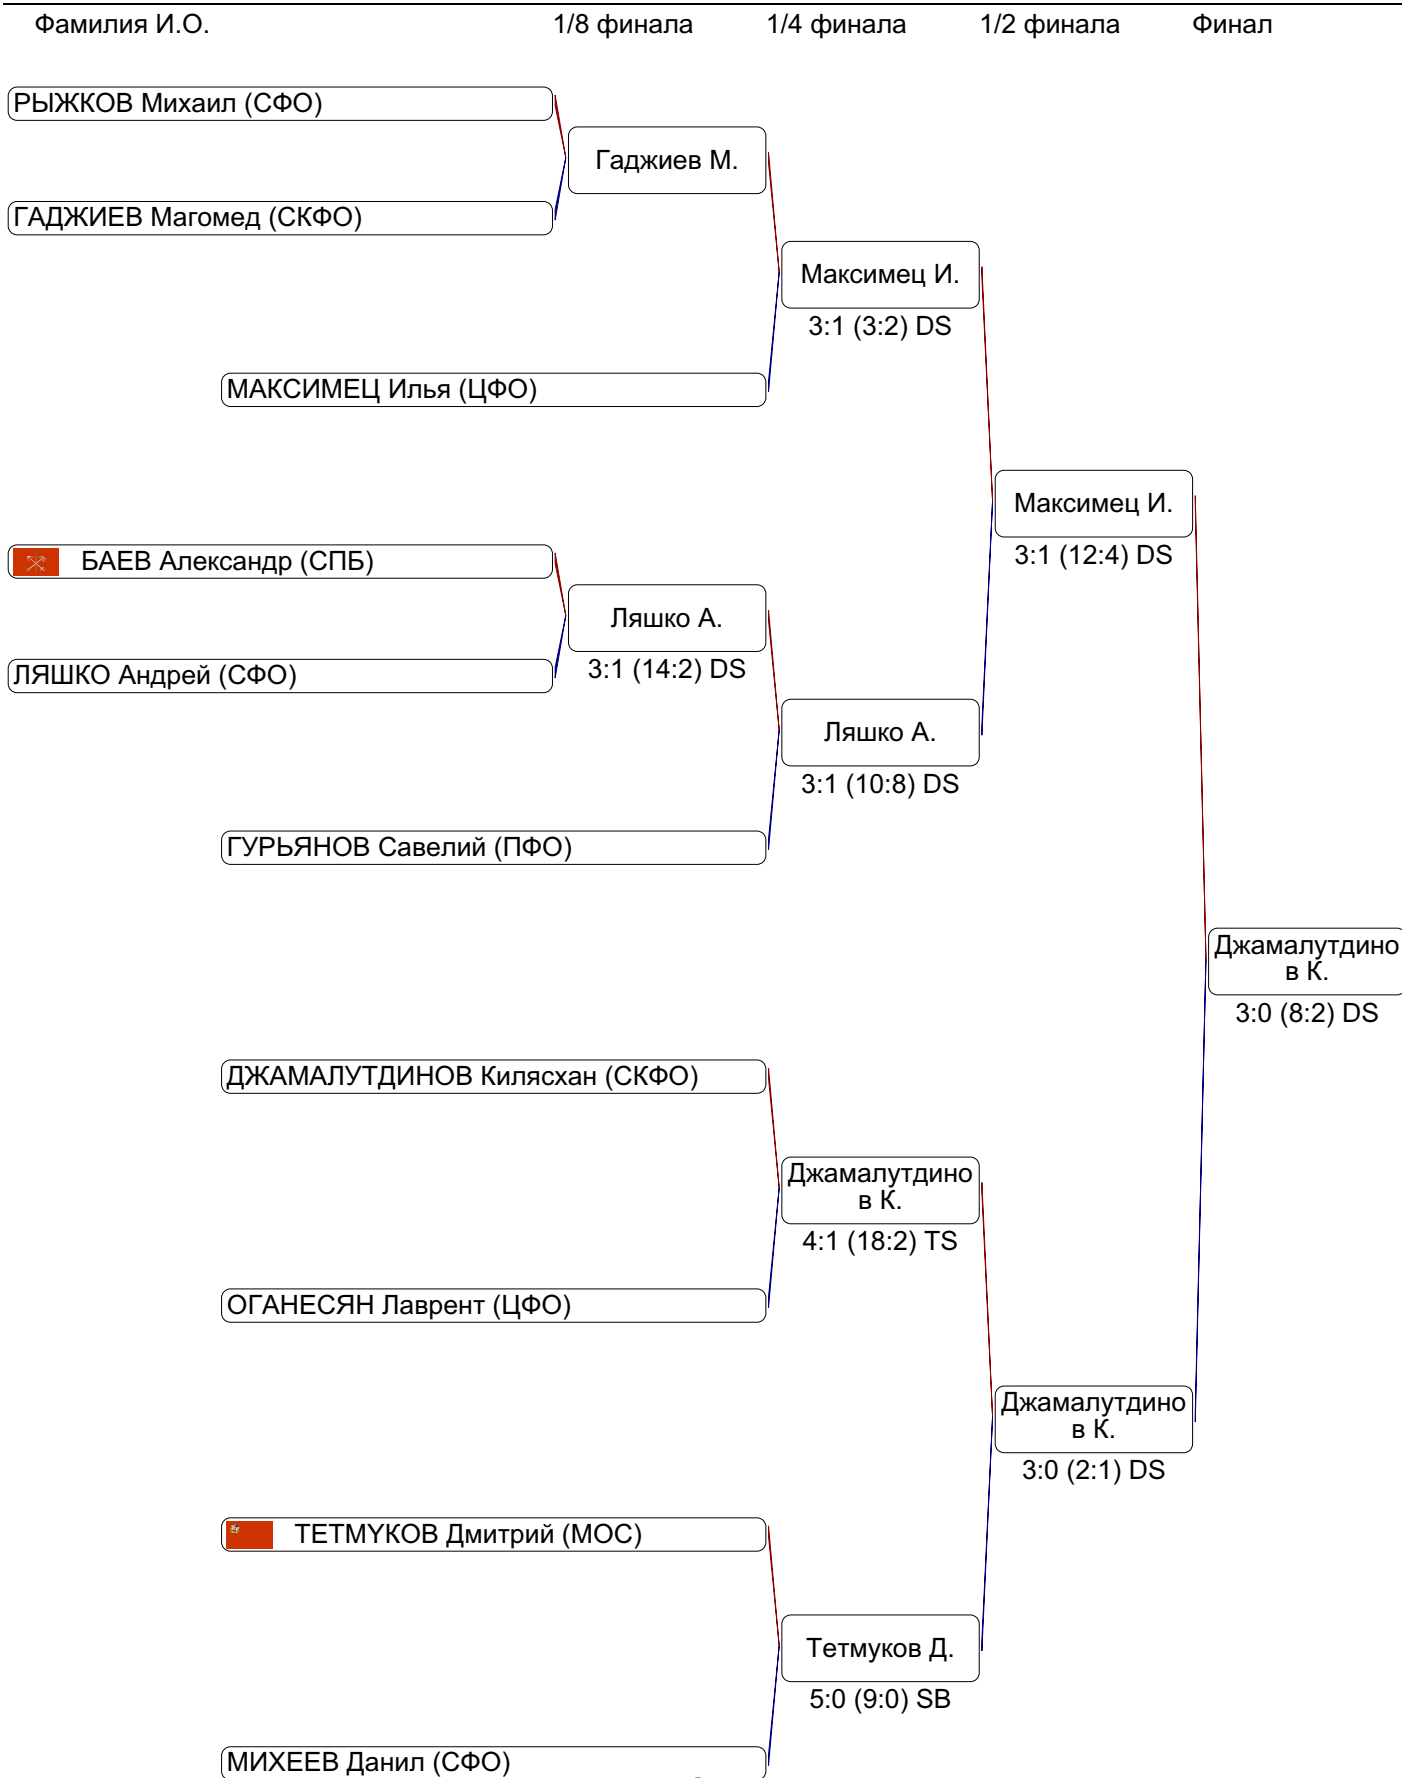 Фамилия И.О. 1/8 финала 1/4 финала 1/2 финала Финал
РЫЖКОВ Михаил (СФО)
Гаджиев М.
ГАДЖИЕВ Магомед (СКФО)
Максимец И.
3:1 (3:2) DS
МАКСИМЕЦ Илья (ЦФО)
Максимец И.
3:1 (12:4) DS
БАЕВ Александр (СПБ)
Ляшко А.
3:1 (14:2) DS
ЛЯШКО Андрей (СФО)
Ляшко А.
3:1 (10:8) DS
ГУРЬЯНОВ Савелий (ПФО)
Джамалутдино
в К.
3:0 (8:2) DS
ДЖАМАЛУТДИНОВ Килясхан (СКФО)
Джамалутдино
в К.
4:1 (18:2) TS
ОГАНЕСЯН Лаврент (ЦФО)
Джамалутдино
в К.
3:0 (2:1) DS
ТЕТМҮКОВ Дмитрий (МОС)
Тетмуков Д.
5:0 (9:0) SB
МИХЕЕВ Данил (СФО)